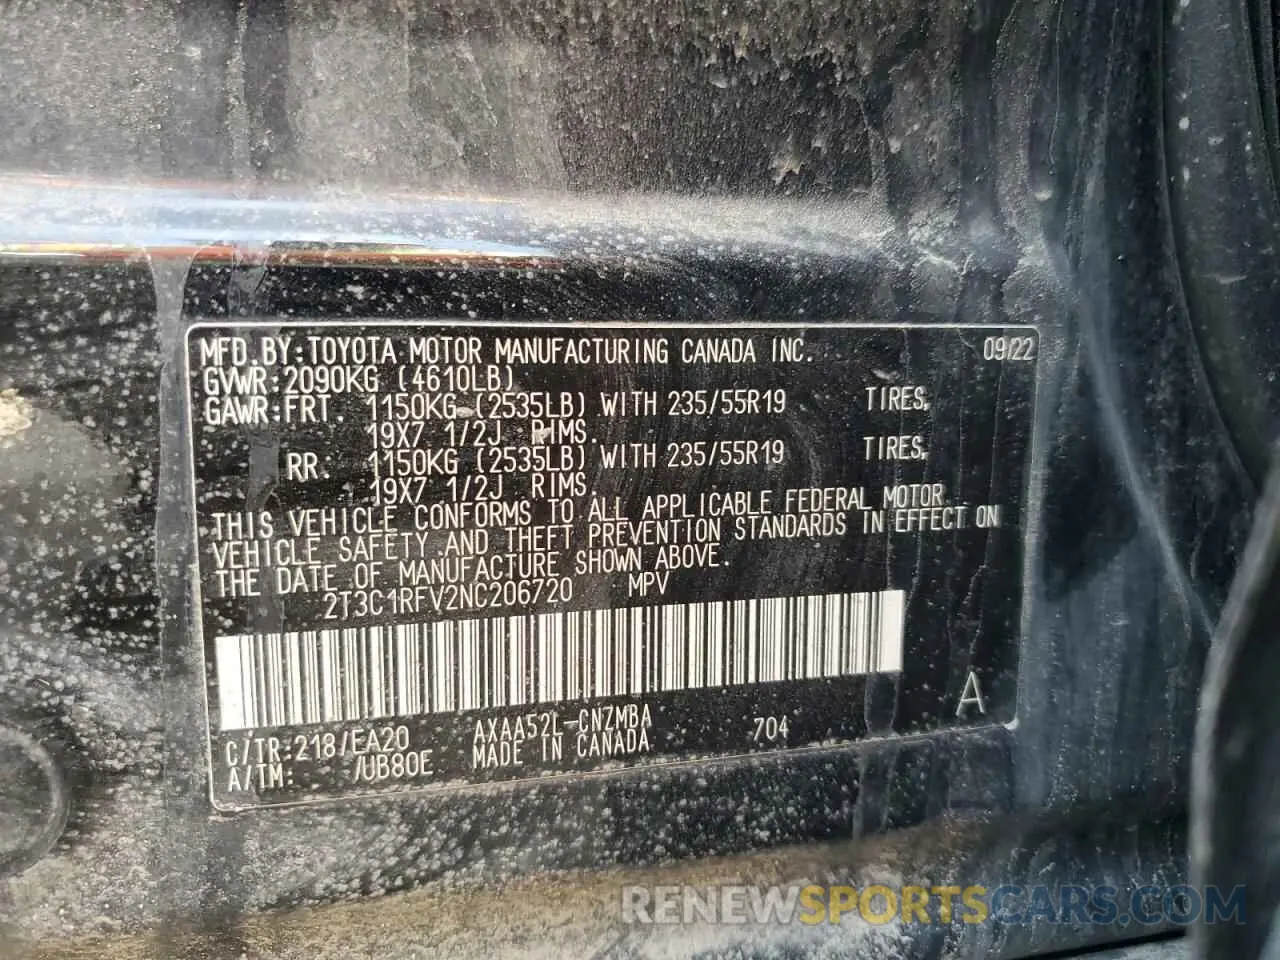 MFD.BY:TOYOTA MOTOR MANUFACTURING CANADA INC. 09/22
GVWR:2090KG (4610LB)
GAWR:FRT. 1150KG (2535LB) WITH 235/55R19 TIRES,
19X7 1/2J RIMS.
RR: 1150KG (2535LB) WITH 235/55R19 TIRES,
19X7 1/2J RIMS.
THIS VEHICLE CONFORMS TO ALL APPLICABLE FEDERAL MOTOR
VEHICLE SAFETY AND THEFT PREVENTION STANDARDS IN EFFECT ON
THE DATE OF MANUFACTURE SHOWN ABOVE.
2T3C1RFV2NC206720 MPV
A
C/TR:218/EA20 AXAA52L-CNZMBA 704
A/TM: /UB80E MADE IN CANADA
RENEWSPORTSCARS.COM